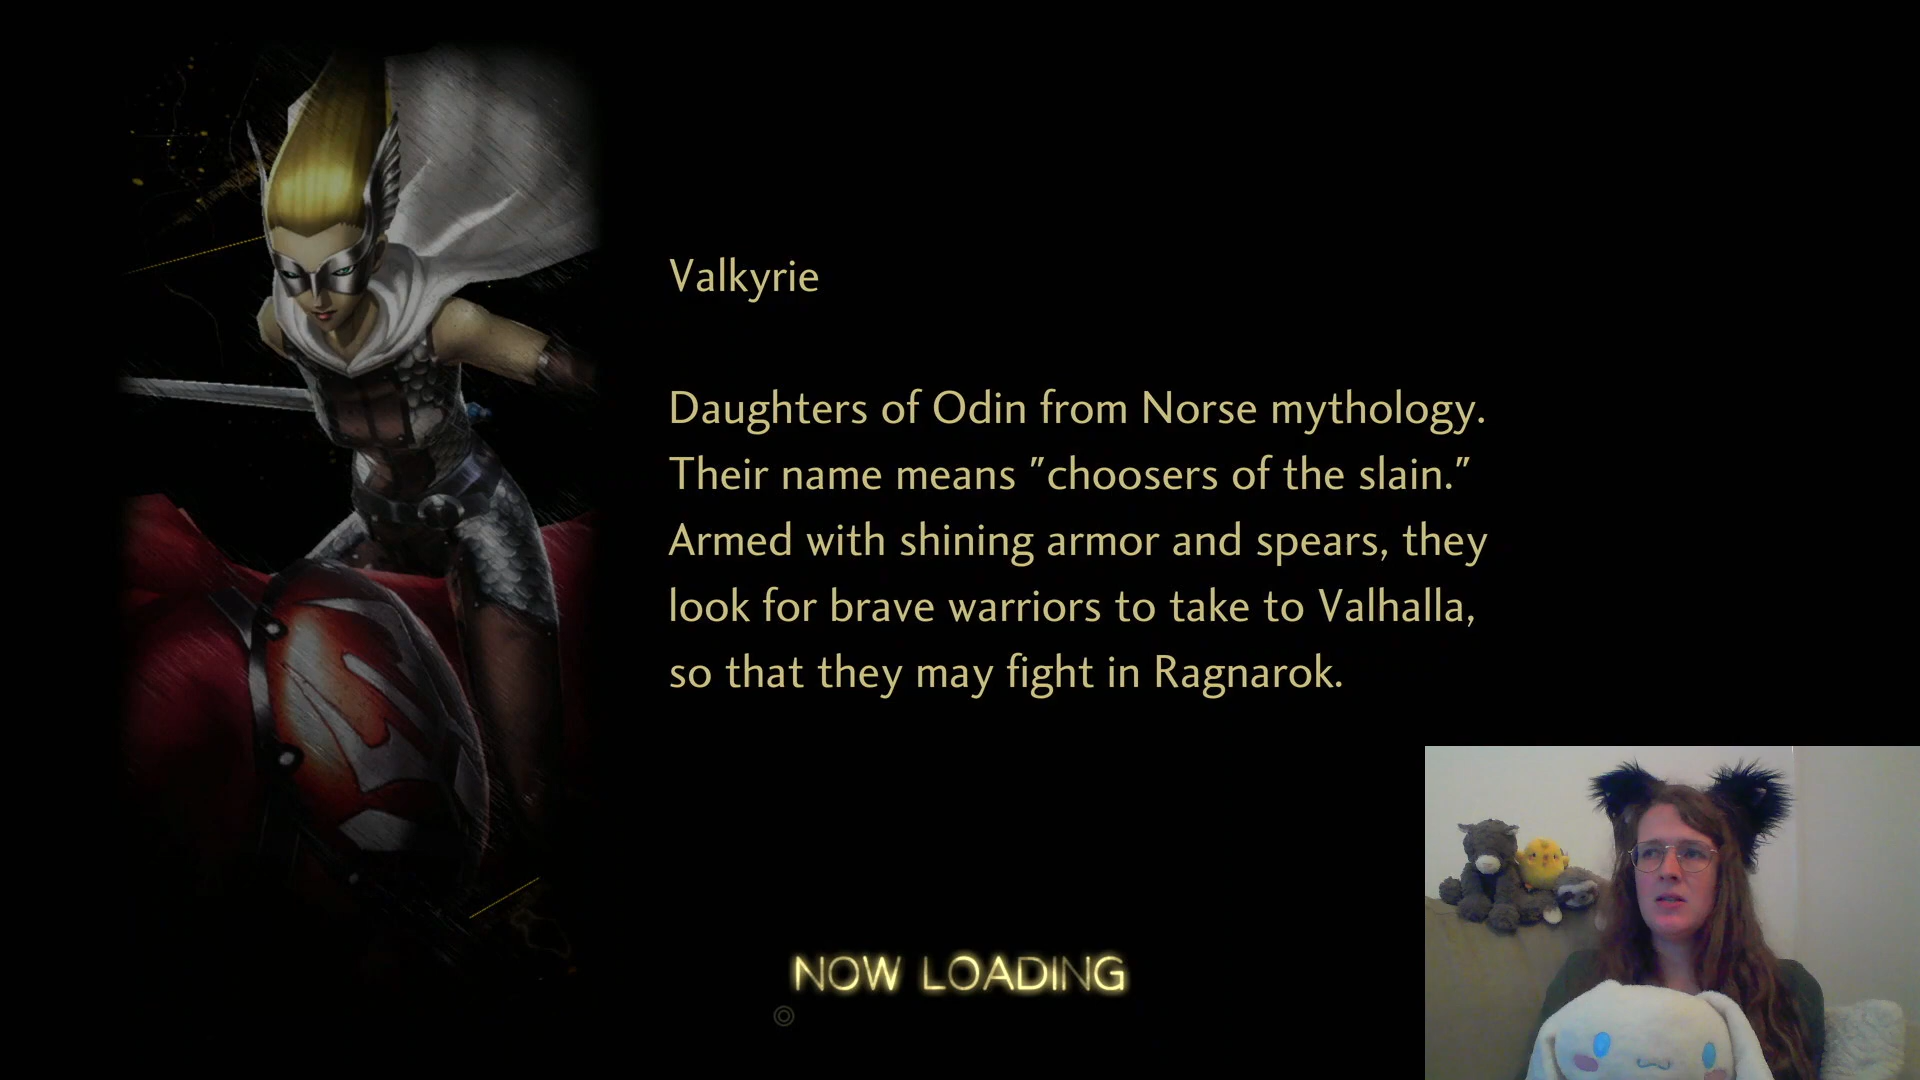 Valkyrie
Daughters of Odin from Norse mythology.
Their name means "choosers of the slain."
Armed with shining armor and spears, they
look for brave warriors to take to Valhalla,
so that they may fight in Ragnarok.
NOW LOADING